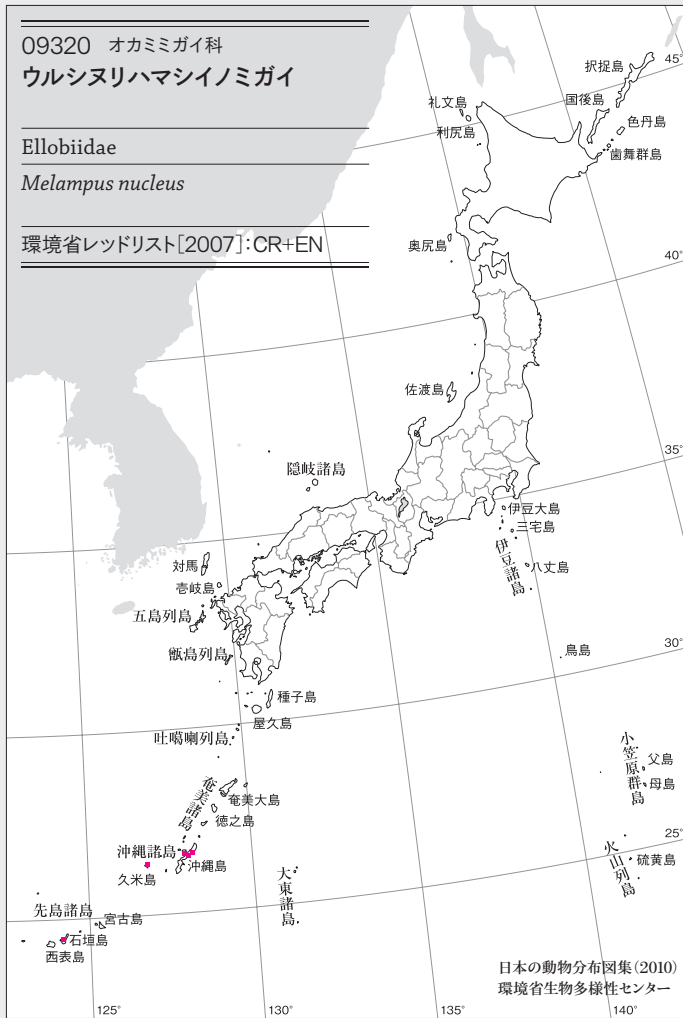 09320 オカミミガイ科
ウルシヌリハマシイノミガイ
Ellobiidae
Melampus nucleus
環境省レッドリスト[2007]:CR+EN
択捉島
45°
礼文島
国後島
利尻島
色丹島
歯舞群島
奥尻島
40°
佐渡島
35°
隠岐諸島
伊豆大島
三宅島
伊豆諸島
八丈島
対馬
壱岐島
五島列島
甑島列島
鳥島
30°
種子島
屋久島
吐噶喇列島
小笠原群島
父島
母島
奄美諸島
奄美大島
徳之島
25°
沖縄諸島
沖縄島
久米島
火山列島
硫黄島
大東諸島
先島諸島
宮古島
石垣島
西表島
日本の動物分布図集(2010)
環境省生物多様性センター
125°
130°
135°
140°